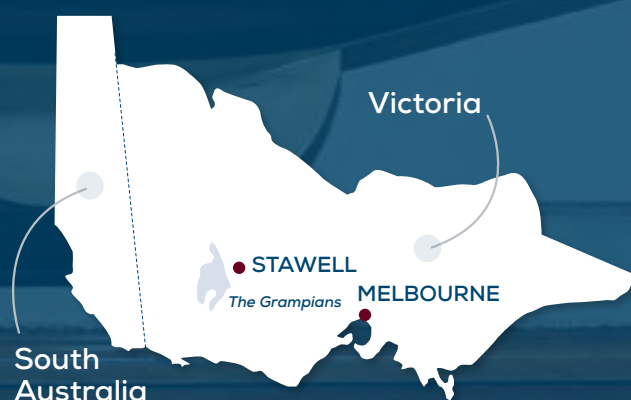 Victoria
STAWELL
The Grampians
MELBOURNE
South
Australia